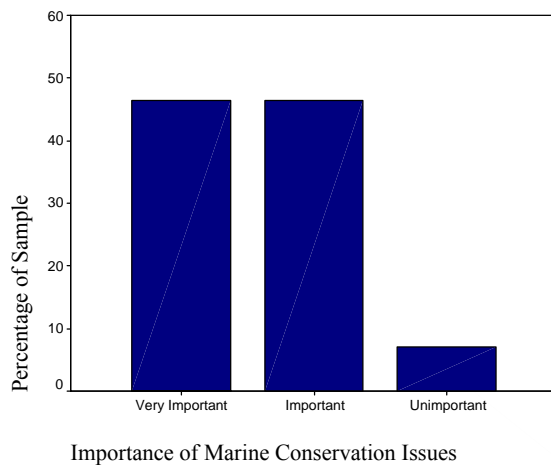 60
50
40
30
20
10
0
Percentage of Sample
Very Important Important Unimportant
Importance of Marine Conservation Issues